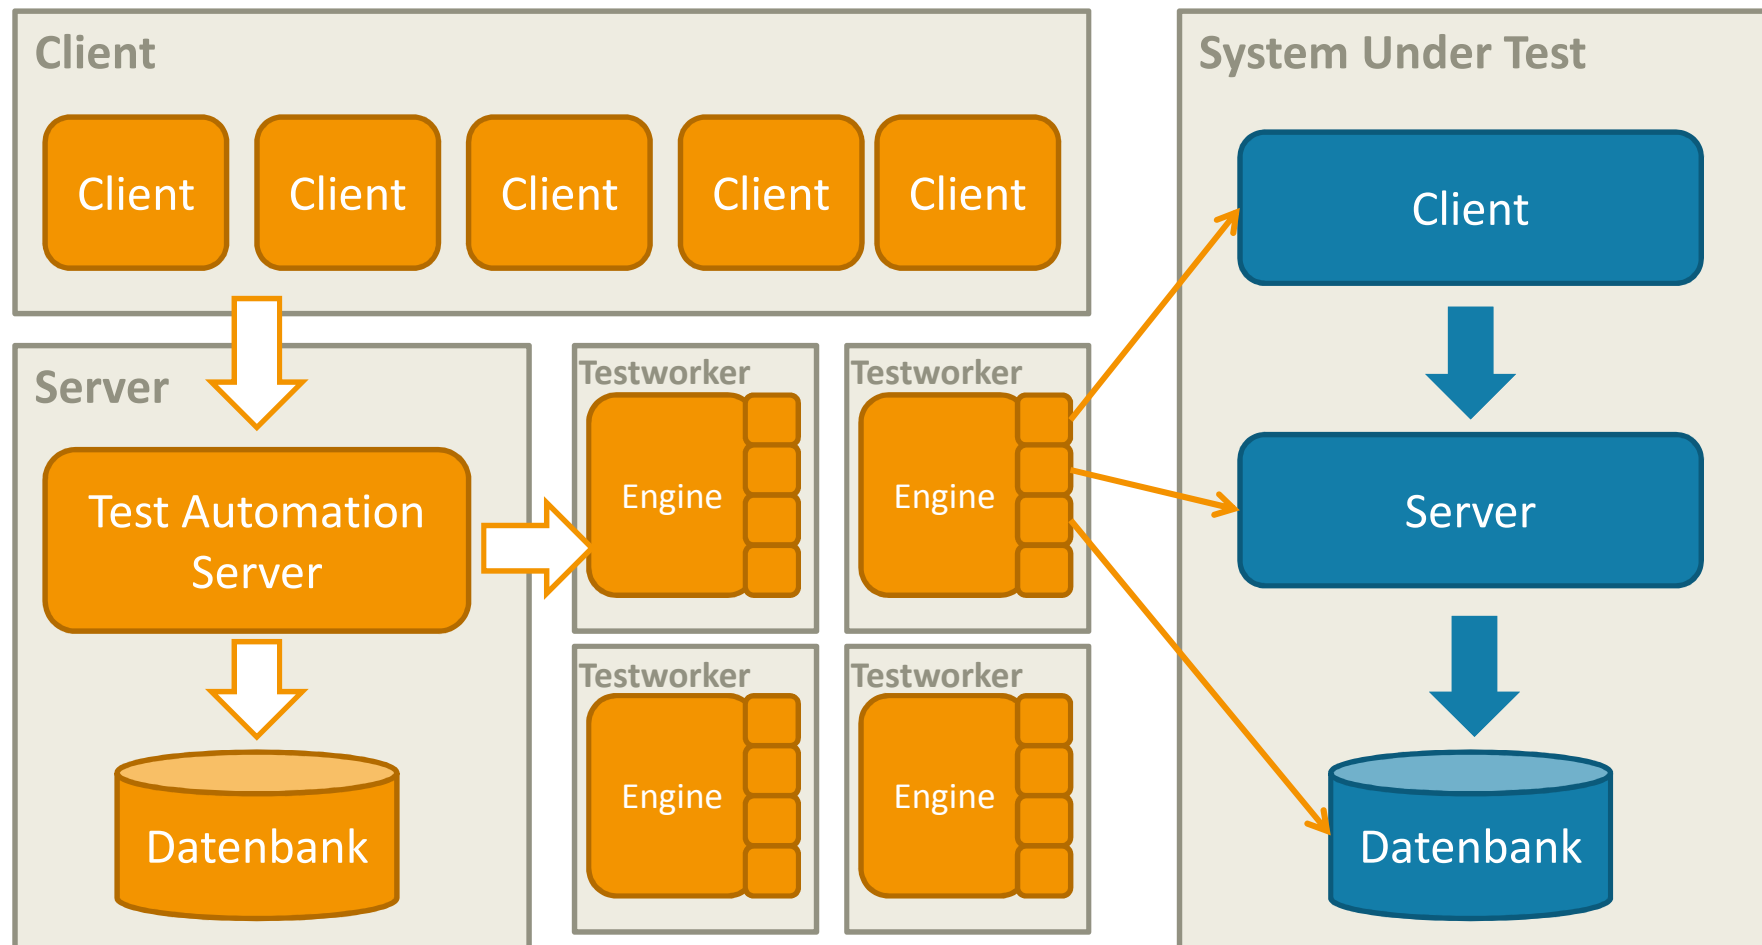 Client
Client
Client
Client
Client
Client
Server
Test Automation
Server
Datenbank
Testworker
Engine
Testworker
Engine
Testworker
Engine
Testworker
Engine
System Under Test
Client
Server
Datenbank